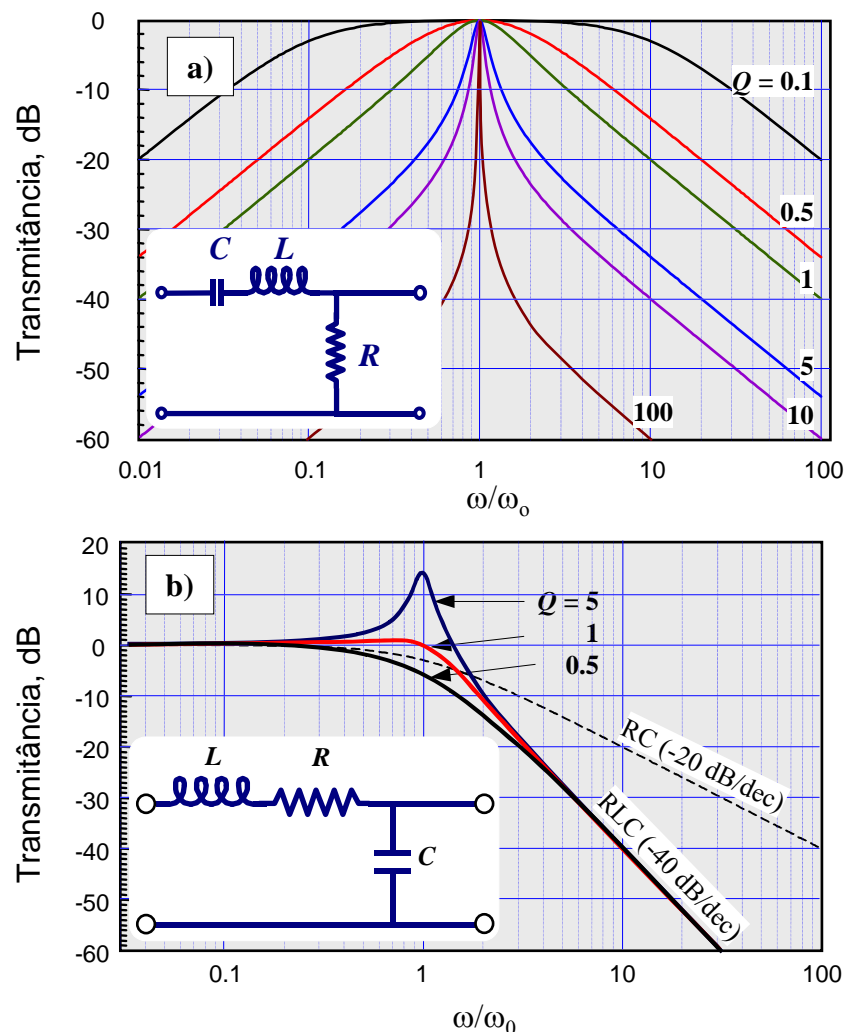 0
-10
-20
-30
-40
-50
-60
Transmitância, dB
a)
Q = 0.1
0.5
1
5
10
100
C
L
R
0.01
0.1
1
10
100
ω/ωo
20
10
0
-10
-20
-30
-40
-50
-60
Transmitância, dB
b)
Q = 5
1
0.5
RC (-20 dB/dec)
RLC (-40 dB/dec)
L
R
C
0.1
1
10
100
ω/ω0